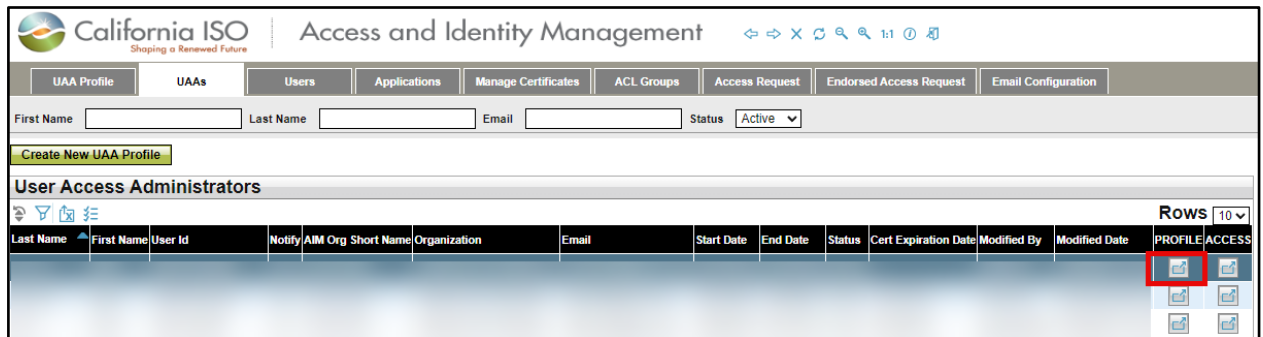 California ISO
Shaping a Renewed Future
Access and Identity Management
1:1
UAA Profile UAAs Users Applications Manage Certificates ACL Groups Access Request Endorsed Access Request Email Configuration
First Name Last Name Email Status Active
Create New UAA Profile
User Access Administrators
Rows 10
Last Name First Name User Id Notify AIM Org Short Name Organization Email Start Date End Date Status Cert Expiration Date Modified By Modified Date PROFILE ACCESS